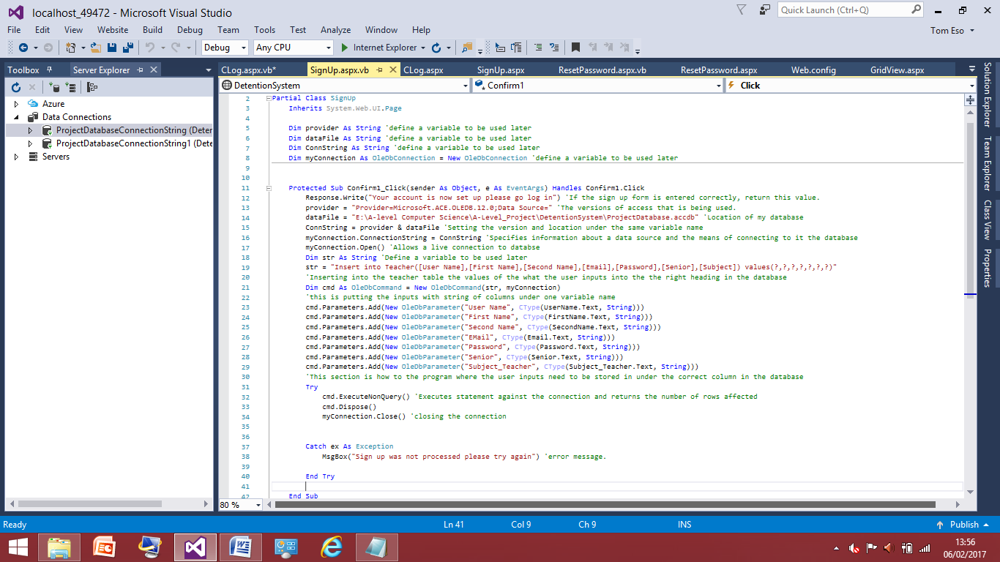 localhost_49472 - Microsoft Visual Studio
Quick Launch (Ctrl+Q)
File Edit View Website Build Debug Team Tools Test Analyze Window Help
Tom Eso
Debug Any CPU Internet Explorer
Toolbox Server Explorer
CLog.aspx.vb* SignUp.aspx.vb CLog.aspx SignUp.aspx ResetPassword.aspx.vb ResetPassword.aspx Web.config GridView.aspx
DetentionSystem Confirm1 Click
Azure
Data Connections
ProjectDatabaseConnectionString (Deter
ProjectDatabaseConnectionString1 (Dete
Servers
2 Partial Class SignUp
3 Inherits System.Web.UI.Page
4
5 Dim provider As String 'define a variable to be used later
6 Dim dataFile As String 'define a variable to be used later
7 Dim ConnString As String 'define a variable to be used later
8 Dim myConnection As OleDbConnection = New OleDbConnection 'define a variable to be used later
9
10
11 Protected Sub Confirm1_Click(sender As Object, e As EventArgs) Handles Confirm1.Click
12 Response.Write("Your account is now set up please go log in") 'If the sign up form is entered correctly, return this value.
13 provider = "Provider=Microsoft.ACE.OLEDB.12.0;Data Source=" 'The versions of access that is being used.
14 dataFile = "E:\A-level Computer Science\A-Level_Project\DetentionSystem\ProjectDatabase.accdb" 'Location of my database
15 ConnString = provider & dataFile 'Setting the version and location under the same variable name
16 myConnection.ConnectionString = ConnString 'Specifies information about a data source and the means of connecting to it the database
17 myConnection.Open() 'Allows a live connection to databse
18 Dim str As String 'Define a variable to be used later
19 str = "Insert into Teacher([User Name],[First Name],[Second Name],[Email],[Password],[Senior],[Subject]) values(?,?,?,?,?,?,?)"
20 'Inserting into the teacher table the values of the what the user inputs into the the right heading in the database
21 Dim cmd As OleDbCommand = New OleDbCommand(str, myConnection)
22 'this is putting the inputs with string of columns under one variable name
23 cmd.Parameters.Add(New OleDbParameter("User Name", CType(UserName.Text, String)))
24 cmd.Parameters.Add(New OleDbParameter("First Name", CType(FirstName.Text, String)))
25 cmd.Parameters.Add(New OleDbParameter("Second Name", CType(SecondName.Text, String)))
26 cmd.Parameters.Add(New OleDbParameter("EMail", CType(Email.Text, String)))
27 cmd.Parameters.Add(New OleDbParameter("Password", CType(Password.Text, String)))
28 cmd.Parameters.Add(New OleDbParameter("Senior", CType(Senior.Text, String)))
29 cmd.Parameters.Add(New OleDbParameter("Subject_Teacher", CType(Subject_Teacher.Text, String)))
30 'This section is how to the program where the user inputs need to be stored in under the correct column in the database
31 Try
32 cmd.ExecuteNonQuery() 'Executes statement against the connection and returns the number of rows affected
33 cmd.Dispose()
34 myConnection.Close() 'closing the connection
35
36
37 Catch ex As Exception
38 MsgBox("Sign up was not processed please try again") 'error message.
39
40 End Try
41
42 End Sub
80 %
Solution Explorer
Team Explorer
Class View
Properties
Ready Ln 41 Col 9 Ch 9 INS Publish
13:56
06/02/2017